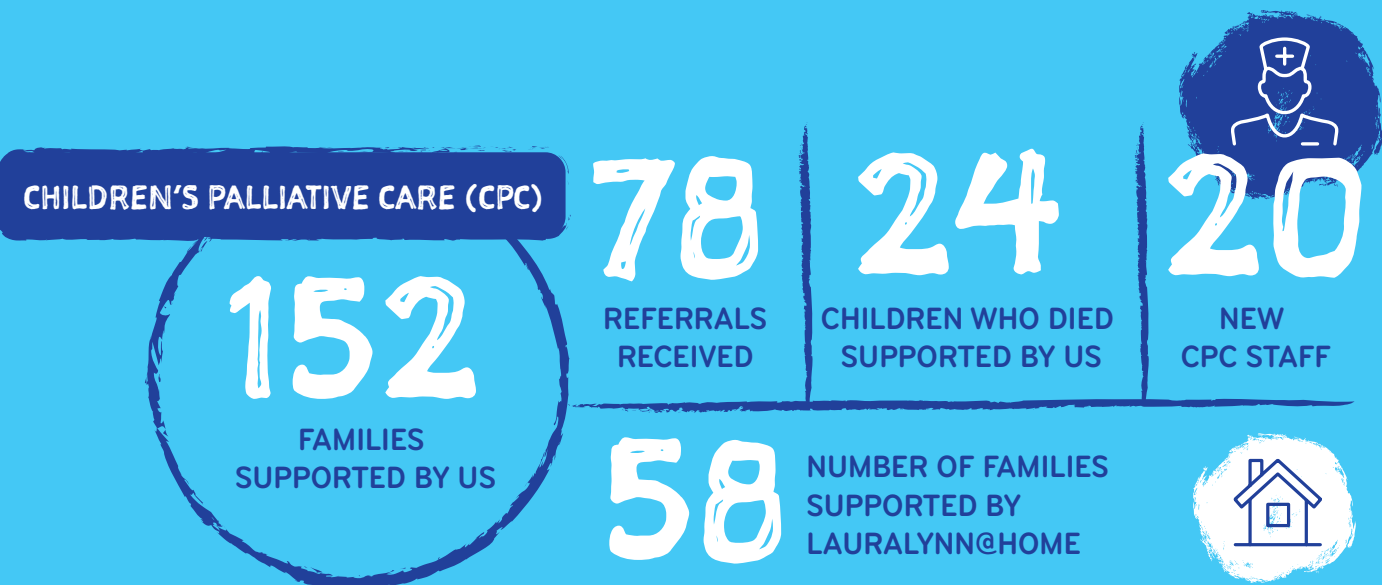 CHILDREN'S PALLIATIVE CARE (CPC)
152
FAMILIES
SUPPORTED BY US
78
REFERRALS
RECEIVED
24
CHILDREN WHO DIED
SUPPORTED BY US
20
NEW
CPC STAFF
58
NUMBER OF FAMILIES
SUPPORTED BY
LAURALYNN@HOME